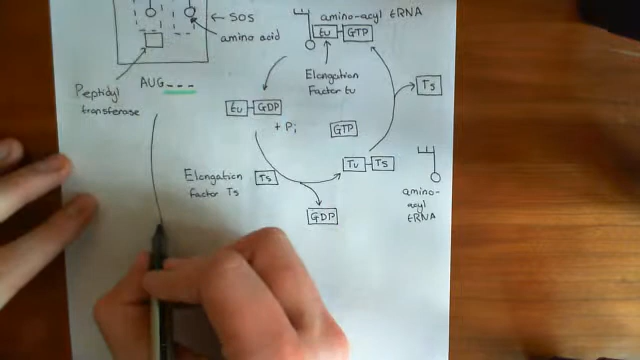 SOS
amino acid
Peptidyl
transferase
AUG _ _ _
amino-acyl tRNA
tu GTP
Elongation
Factor tu
tu GDP
+ Pi
GTP
Ts
Tu Ts
Elongation
factor Ts
Ts
GDP
amino-
acyl
tRNA